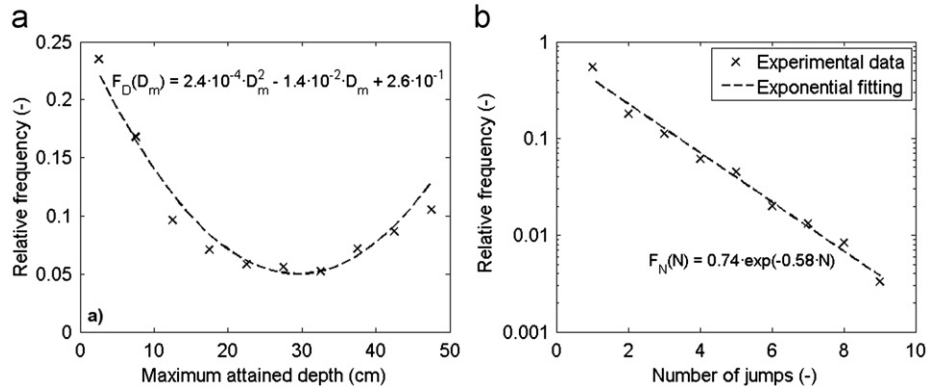 a
b
Relative frequency (-)
0.25
0.2
0.15
0.1
0.05
0
F_D(D_m) = 2.4·10^-4·D_m^2 - 1.4·10^-2·D_m + 2.6·10^-1
a)
0 10 20 30 40 50
Maximum attained depth (cm)
Relative frequency (-)
1
0.1
0.01
0.001
Experimental data
Exponential fitting
F_N(N) = 0.74·exp(-0.58·N)
0 2 4 6 8 10
Number of jumps (-)